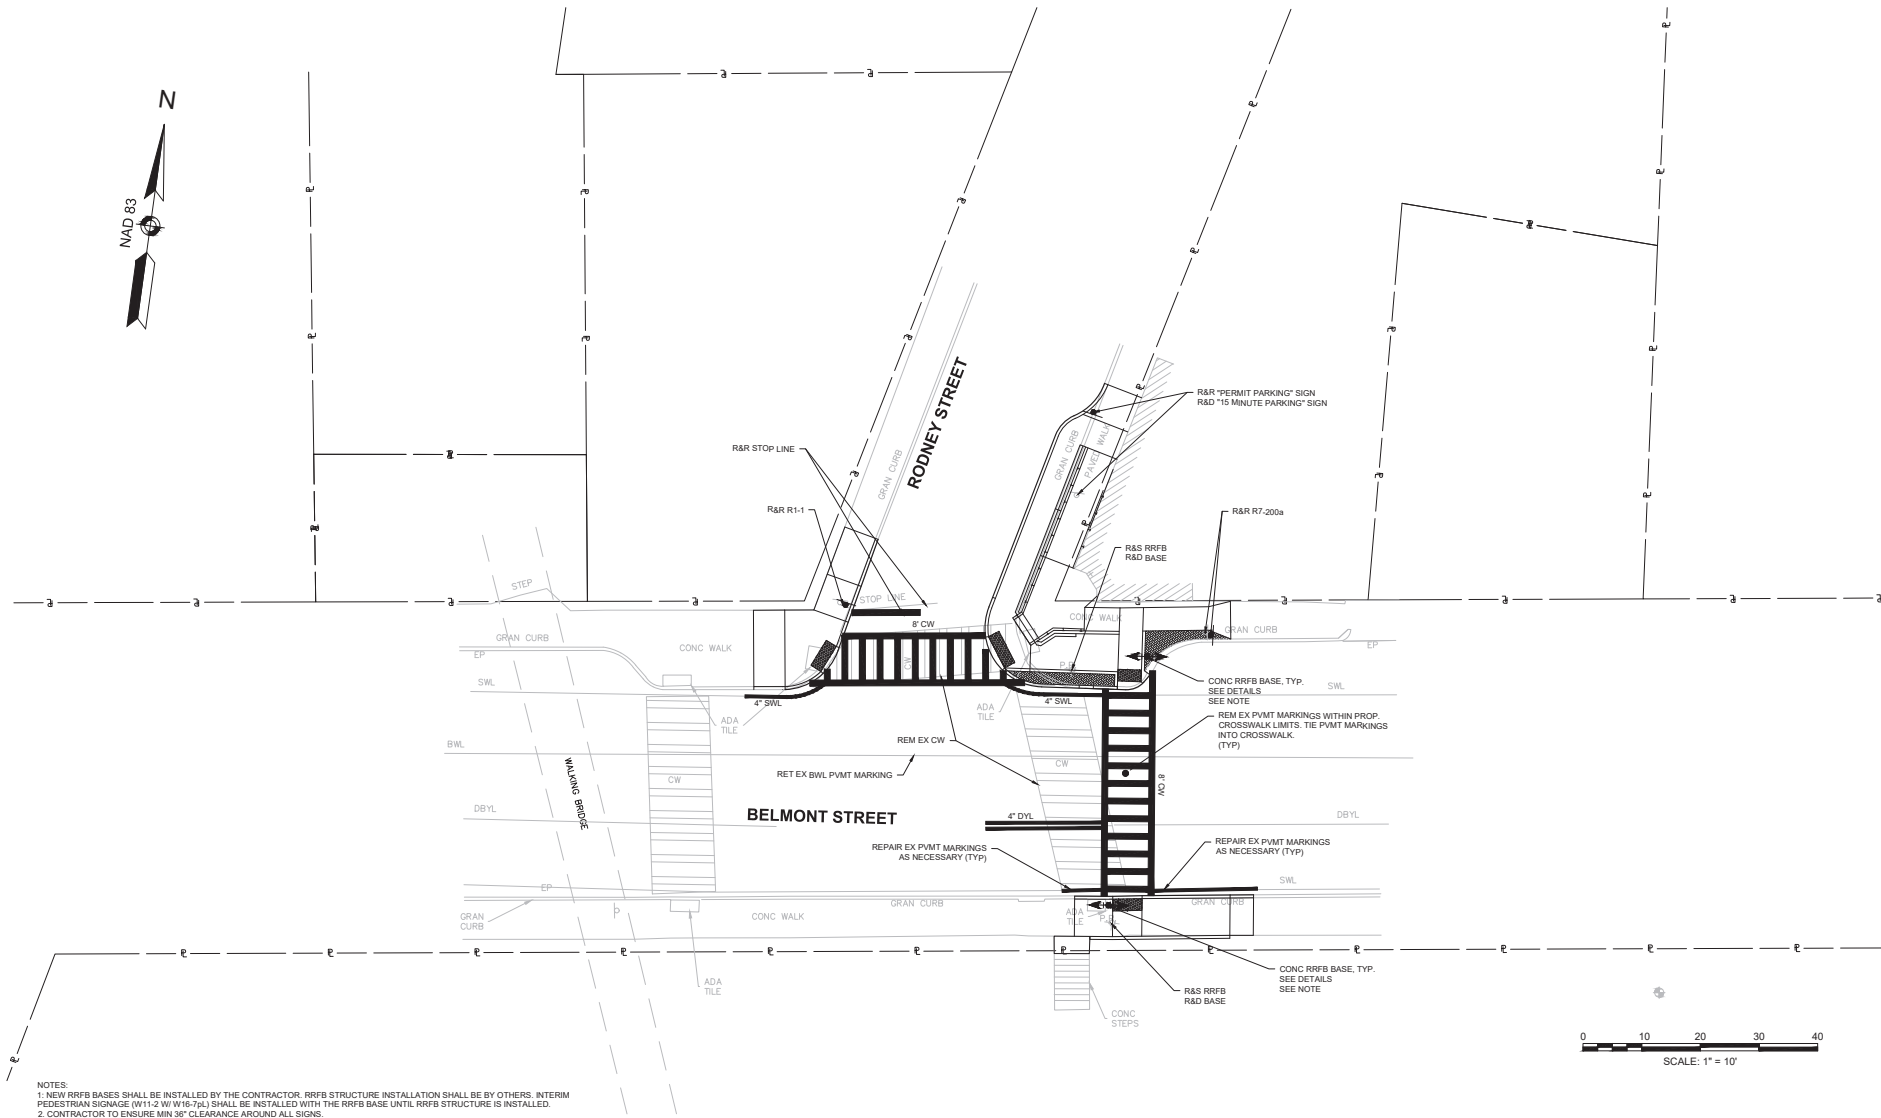 N
NAD 83
RODNEY STREET
GRAN CURB
GRAN CURB
PAVED WALK
R&R "PERMIT PARKING" SIGN
R&D "15 MINUTE PARKING" SIGN
R&R STOP LINE
R&R R1-1
R&R R7-200a
R&S RRFB
R&D BASE
STEP
STOP LINE
8' CW
CW
CONC WALK
GRAN CURB
EP
CONC WALK
GRAN CURB
EP
SWL
SWL
4" SWL
4" SWL
ADA
TILE
ADA
TILE
CONC RRFB BASE, TYP.
SEE DETAILS
SEE NOTE
REM EX PVMT MARKINGS WITHIN PROP.
CROSSWALK LIMITS. TIE PVMT MARKINGS
INTO CROSSWALK.
(TYP)
REM EX CW
BWL
RET EX BWL PVMT MARKING
WALKING BRIDGE
CW
CW
8' CW
DBYL
BELMONT STREET
4" DYL
DBYL
REPAIR EX PVMT MARKINGS
AS NECESSARY (TYP)
REPAIR EX PVMT MARKINGS
AS NECESSARY (TYP)
EP
SWL
GRAN
CURB
P
CONC WALK
GRAN CURB
ADA
TILE
GRAN CURB
ADA
TILE
CONC RRFB BASE, TYP.
SEE DETAILS
SEE NOTE
R&S RRFB
R&D BASE
CONC
STEPS
0 10 20 30 40
SCALE: 1" = 10'
NOTES:
1: NEW RRFB BASES SHALL BE INSTALLED BY THE CONTRACTOR. RRFB STRUCTURE INSTALLATION SHALL BE BY OTHERS. INTERIM
PEDESTRIAN SIGNAGE (W11-2 W/ W16-7pL) SHALL BE INSTALLED WITH THE RRFB BASE UNTIL RRFB STRUCTURE IS INSTALLED.
2. CONTRACTOR TO ENSURE MIN 36" CLEARANCE AROUND ALL SIGNS.